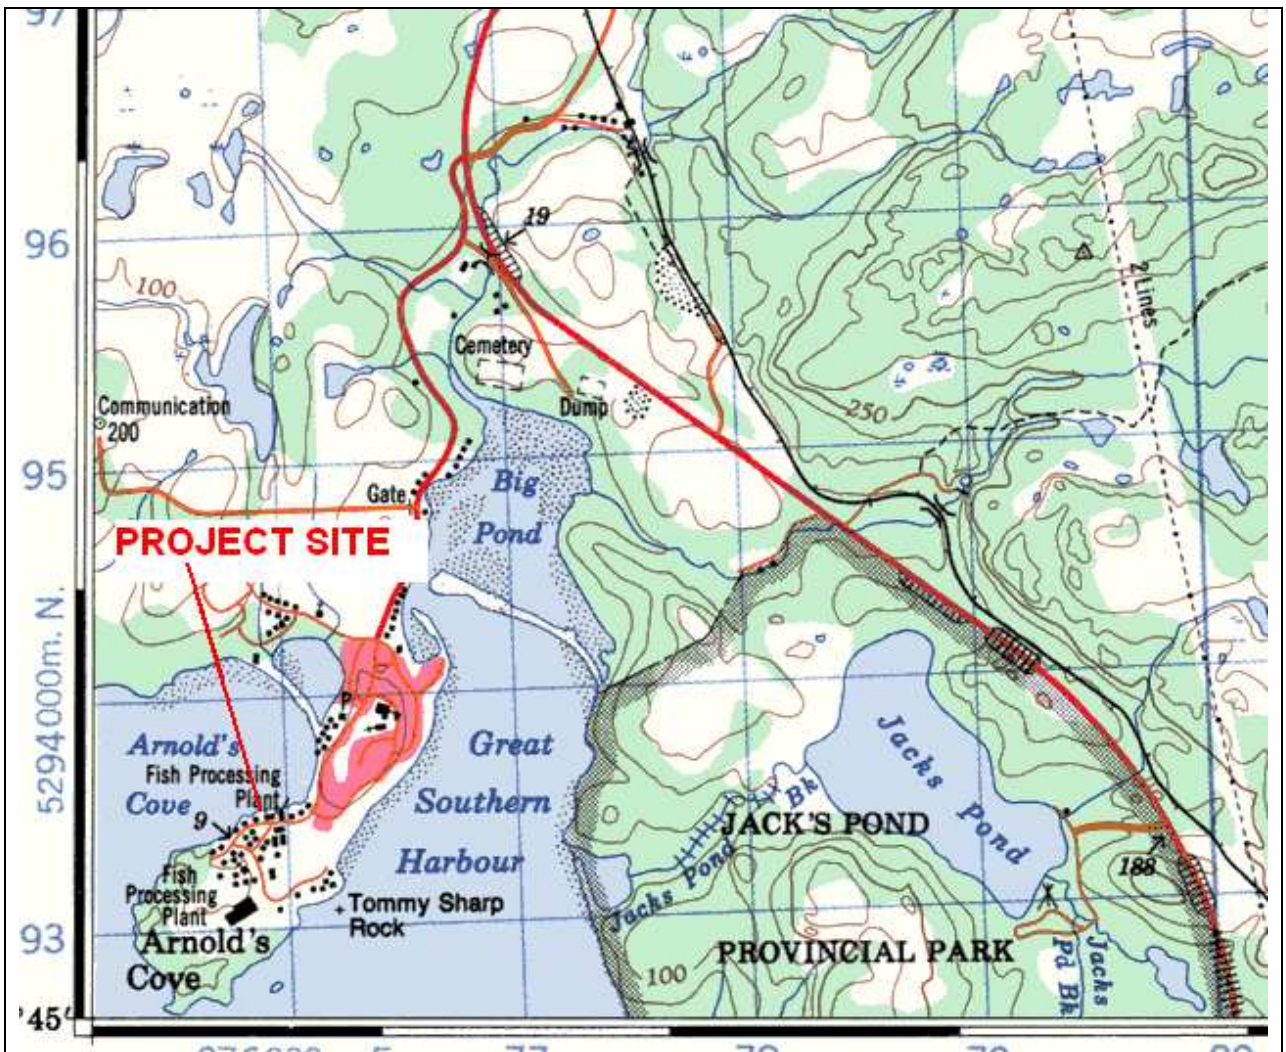 97
96
19
100
2 Lines
Cemetery
Communication
200
Dump
250
95
Gate
Big
Pond
PROJECT SITE
5294000m. N.
P
Arnold's
Cove
Fish Processing
Plant
9
Great
Southern
Harbour
Jacks Pond
JACK'S POND
Jacks Pond Bk
188
Fish
Processing
Plant
Tommy Sharp
Rock
93
Arnold's
Cove
PROVINCIAL PARK
100
Jacks
Pd Bk
45'
77